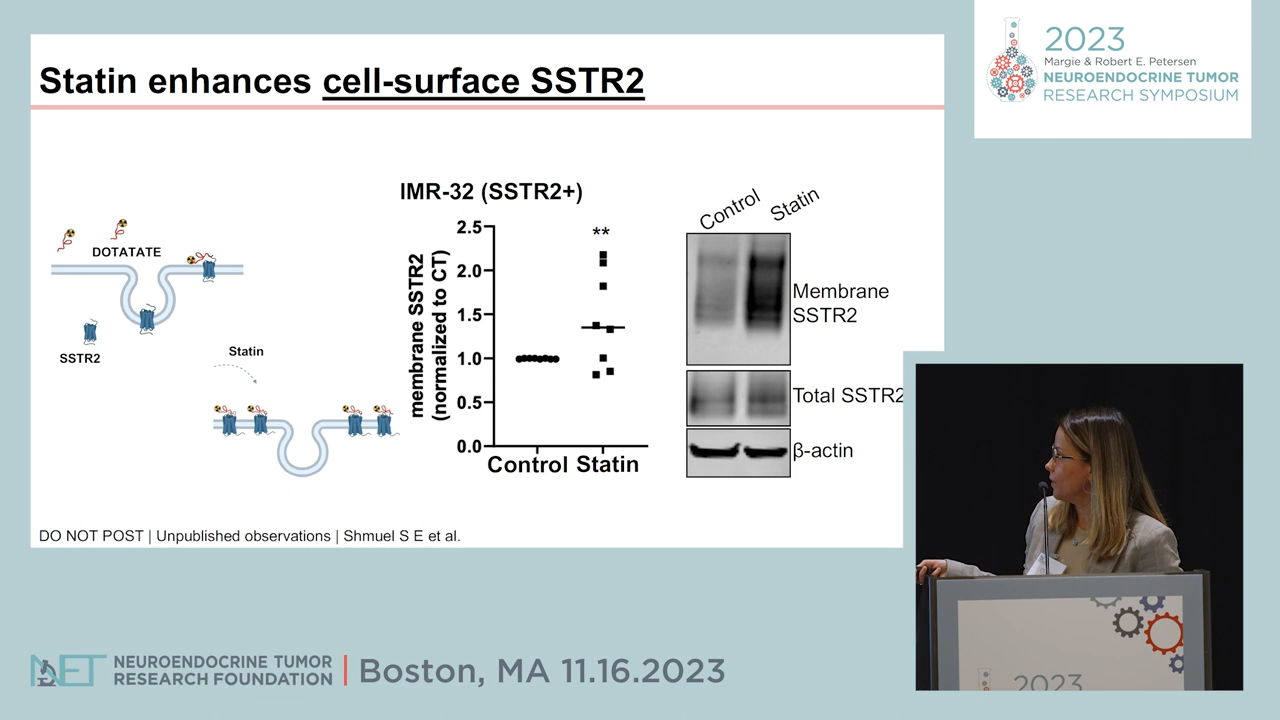 Statin enhances cell-surface SSTR2
2023
Margie & Robert E. Petersen
NEUROENDOCRINE TUMOR
RESEARCH SYMPOSIUM
DOTATATE
SSTR2
Statin
IMR-32 (SSTR2+)
membrane SSTR2
(normalized to CT)
2.5
2.0
1.5
1.0
0.5
0.0
**
Control Statin
Control
Statin
Membrane
SSTR2
Total SSTR2
β-actin
DO NOT POST | Unpublished observations | Shmuel S E et al.
2023
NET
NEUROENDOCRINE TUMOR
RESEARCH FOUNDATION
Boston, MA 11.16.2023